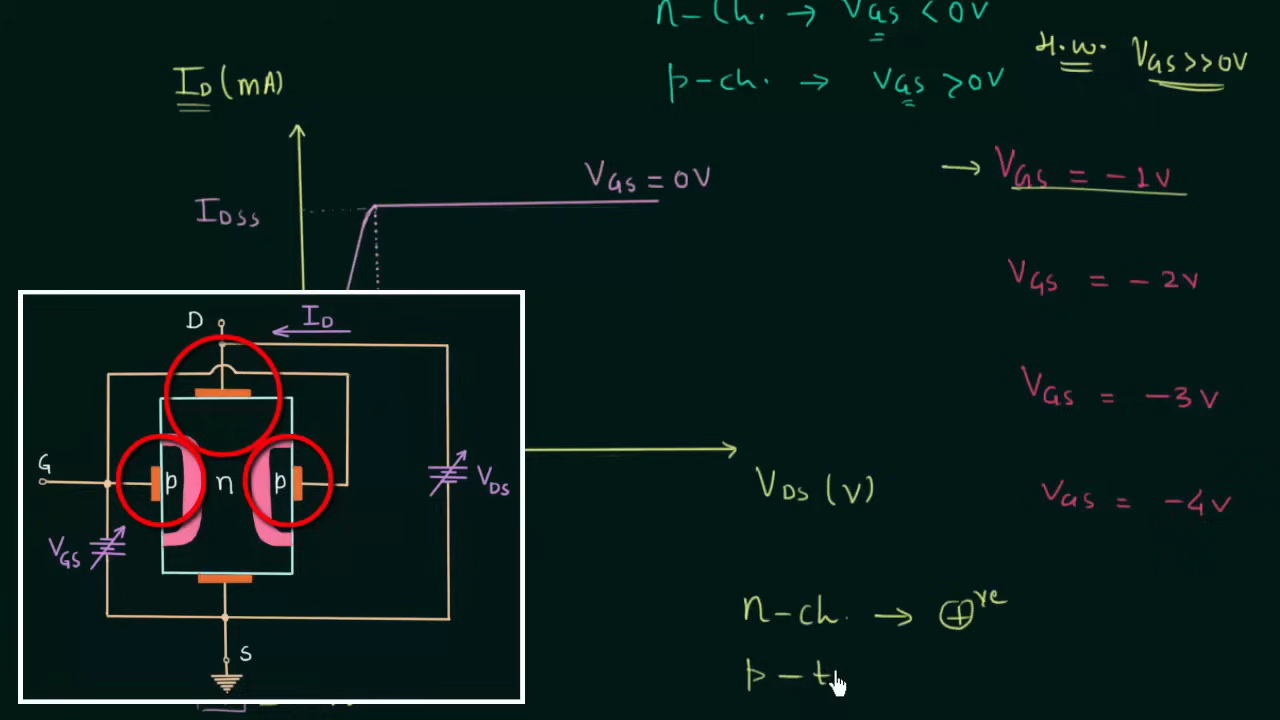 n-ch. → VGS < 0V
H.W. VGS>>0V
ID (mA)
p-ch. → VGS > 0V
→ VGS = -1V
VGS = 0V
IDSS
VGS = -2V
D
ID
VGS = -3V
G
p
n
p
VDS
VDS (V)
VGS = -4V
VGS
n-ch. → ⊕ve
S
p-t